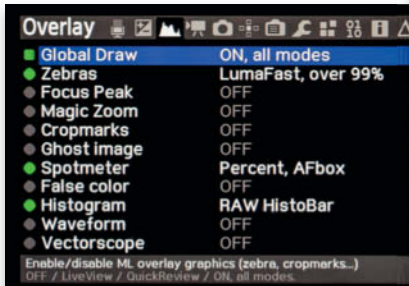 Overlay
Global Draw ON, all modes
Zebras LumaFast, over 99%
Focus Peak OFF
Magic Zoom OFF
Cropmarks OFF
Ghost image OFF
Spotmeter Percent, AFbox
False color OFF
Histogram RAW HistoBar
Waveform OFF
Vectorscope OFF
Enable/disable ML overlay graphics (zebra, cropmarks...)
OFF / LiveView / QuickReview / ON, all modes